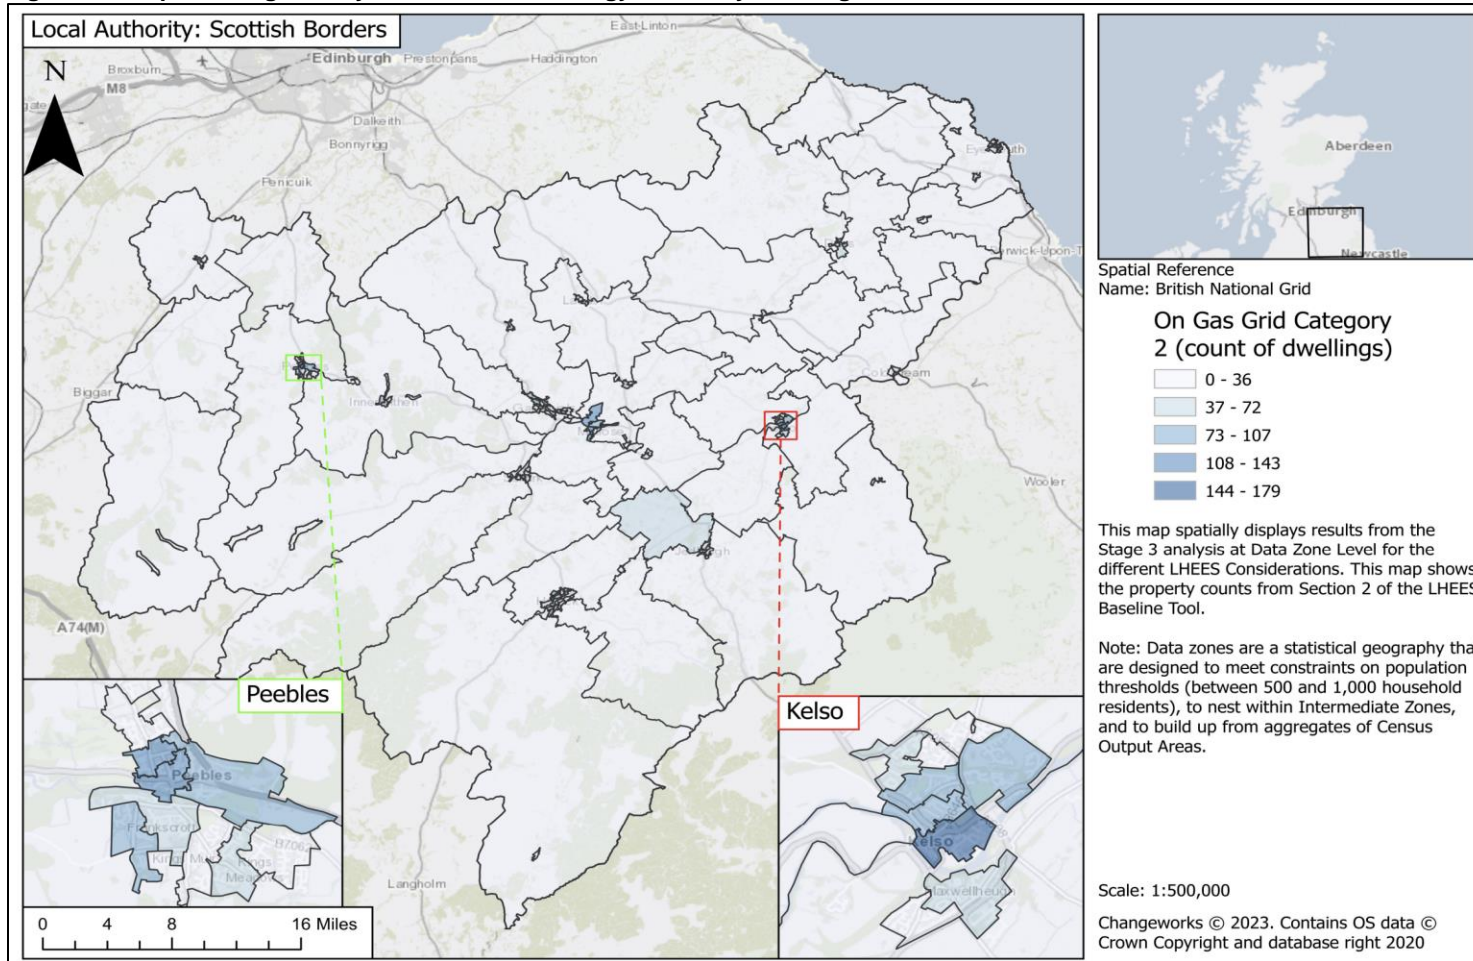 Local Authority: Scottish Borders
N
East-Linton
Edinburgh
Prestonpans
Haddington
Broxburn
M8
Dalkeith
Bonnyrigg
Penicuik
Biggar
Wooler
A74(M)
Langholm
Peebles
Peebles
Kelso
Kelso
Maxwellheugh
0 4 8 16 Miles
Aberdeen
Edinburgh
Newcastle
Spatial Reference
Name: British National Grid
On Gas Grid Category
2 (count of dwellings)
0 - 36
37 - 72
73 - 107
108 - 143
144 - 179
This map spatially displays results from the
Stage 3 analysis at Data Zone Level for the
different LHEES Considerations. This map shows
the property counts from Section 2 of the LHEES
Baseline Tool.
Note: Data zones are a statistical geography tha
are designed to meet constraints on population
thresholds (between 500 and 1,000 household
residents), to nest within Intermediate Zones,
and to build up from aggregates of Census
Output Areas.
Scale: 1:500,000
Changeworks © 2023. Contains OS data ©
Crown Copyright and database right 2020